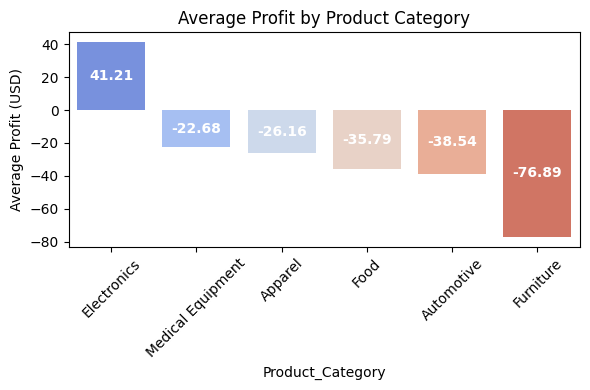 Average Profit by Product Category
Average Profit (USD)
40
20
0
−20
−40
−60
−80
41.21
-22.68
-26.16
-35.79
-38.54
-76.89
Electronics
Medical Equipment
Apparel
Food
Automotive
Furniture
Product_Category